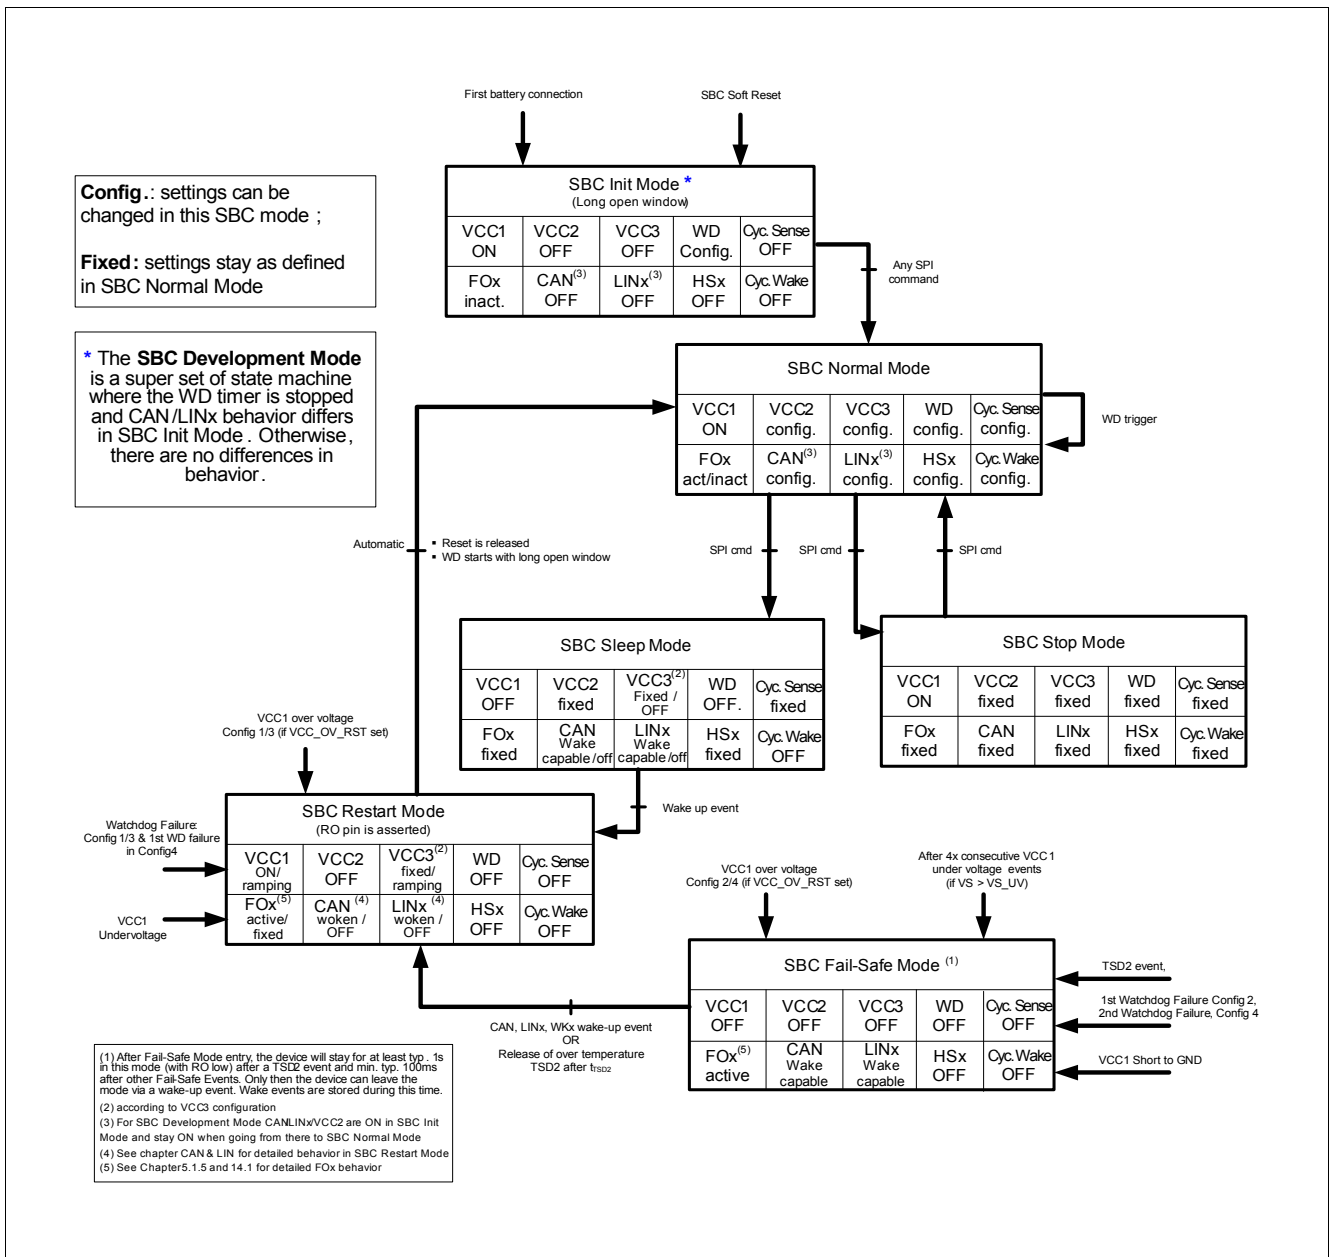 First battery connection
SBC Soft Reset
Config.: settings can be
changed in this SBC mode ;
Fixed: settings stay as defined
in SBC Normal Mode
* The SBC Development Mode
is a super set of state machine
where the WD timer is stopped
and CAN/LINx behavior differs
in SBC Init Mode . Otherwise,
there are no differences in
behavior.
SBC Init Mode *
(Long open window)
VCC1 VCC2 VCC3 WD Cyc. Sense
ON OFF OFF Config. OFF
FOx CAN(3) LINx(3) HSx Cyc. Wake
inact. OFF OFF OFF OFF
Any SPI
command
SBC Normal Mode
VCC1 VCC2 VCC3 WD Cyc. Sense
ON config. config. config. config.
FOx CAN(3) LINx(3) HSx Cyc. Wake
act/inact config. config. config. config.
WD trigger
Automatic
▪ Reset is released
▪ WD starts with long open window
SPI cmd
SPI cmd
SPI cmd
SBC Sleep Mode
VCC1 VCC2 VCC3(2) WD Cyc. Sense
OFF fixed Fixed / OFF. fixed
OFF
FOx CAN LINx HSx Cyc. Wake
fixed Wake Wake fixed OFF
capable/off capable/off
SBC Stop Mode
VCC1 VCC2 VCC3 WD Cyc. Sense
ON fixed fixed fixed fixed
FOx CAN LINx HSx Cyc. Wake
fixed fixed fixed fixed fixed
VCC1 over voltage
Config 1/3 (if VCC_OV_RST set)
Wake up event
SBC Restart Mode
(RO pin is asserted)
VCC1 VCC2 VCC3(2) WD Cyc. Sense
ON/ OFF fixed/ OFF OFF
ramping ramping
FOx(5) CAN (4) LINx (4) HSx Cyc. Wake
active/ woken / woken / OFF OFF
fixed OFF OFF
Watchdog Failure:
Config 1/3 & 1st WD failure
in Config4
VCC1
Undervoltage
VCC1 over voltage
Config 2/4 (if VCC_OV_RST set)
After 4x consecutive VCC1
under voltage events
(if VS > VS_UV)
SBC Fail-Safe Mode (1)
VCC1 VCC2 VCC3 WD Cyc. Sense
OFF OFF OFF OFF OFF
FOx(5) CAN LINx HSx Cyc. Wake
active Wake Wake OFF OFF
capable capable
TSD2 event,
1st Watchdog Failure Config 2,
2nd Watchdog Failure, Config 4
VCC1 Short to GND
CAN, LINx, WKx wake-up event
OR
Release of over temperature
TSD2 after tTSD2
(1) After Fail-Safe Mode entry, the device will stay for at least typ. 1s
in this mode (with RO low) after a TSD2 event and min. typ. 100ms
after other Fail-Safe Events. Only then the device can leave the
mode via a wake-up event. Wake events are stored during this time.
(2) according to VCC3 configuration
(3) For SBC Development Mode CAN/LINx/VCC2 are ON in SBC Init
Mode and stay ON when going from there to SBC Normal Mode
(4) See chapter CAN & LIN for detailed behavior in SBC Restart Mode
(5) See Chapter 5.1.5 and 14.1 for detailed FOx behavior